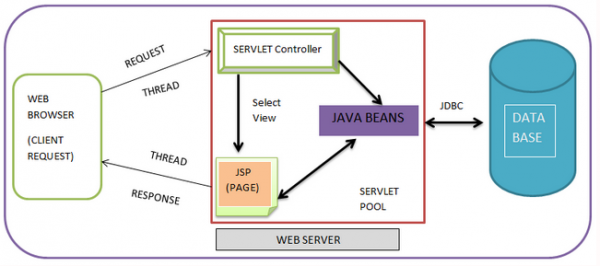 REQUEST
THREAD
SERVLET Controller
WEB
BROWSER
(CLIENT
REQUEST)
Select
View
JAVA BEANS
JDBC
DATA
BASE
THREAD
RESPONSE
JSP
(PAGE)
SERVLET
POOL
WEB SERVER